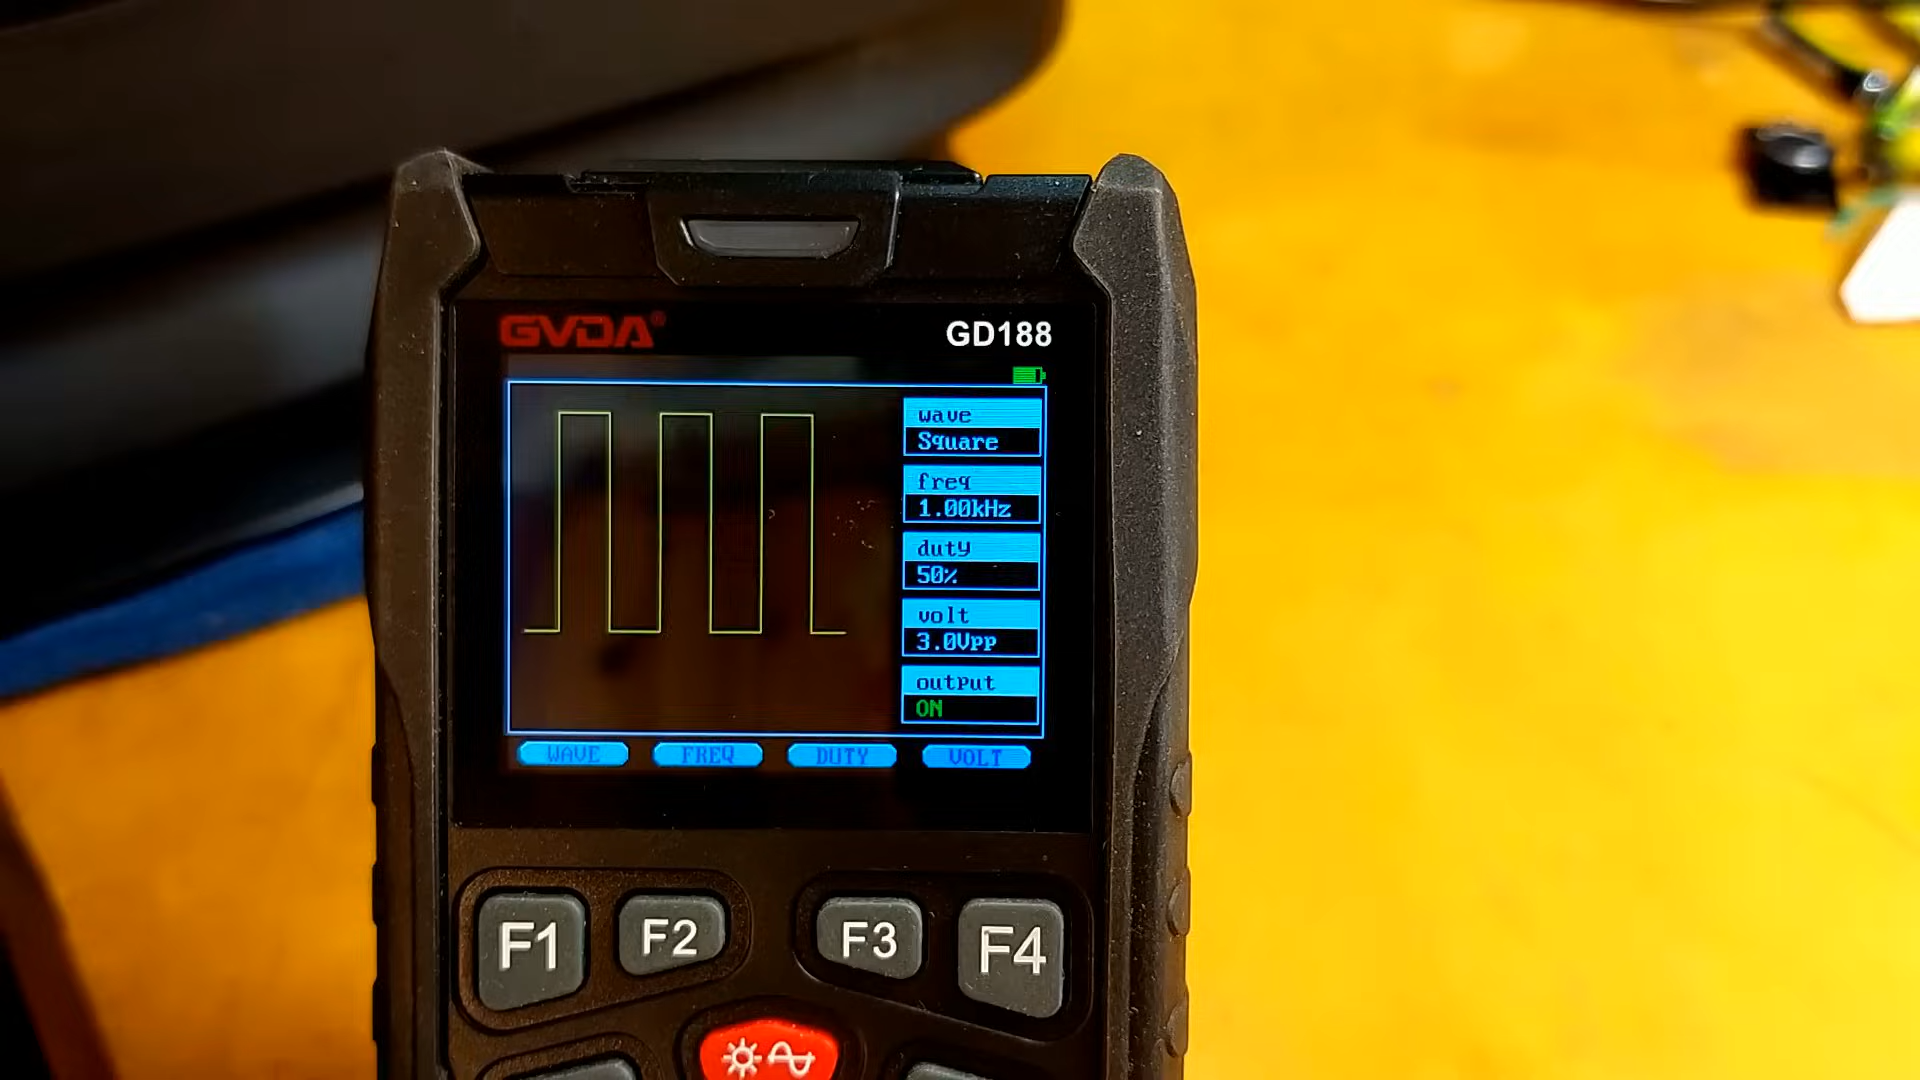 GVDA® GD188
wave
Square
freq
1.00kHz
duty
50%
volt
3.0Vpp
output
ON
WAVE FREQ DUTY VOLT
F1 F2 F3 F4